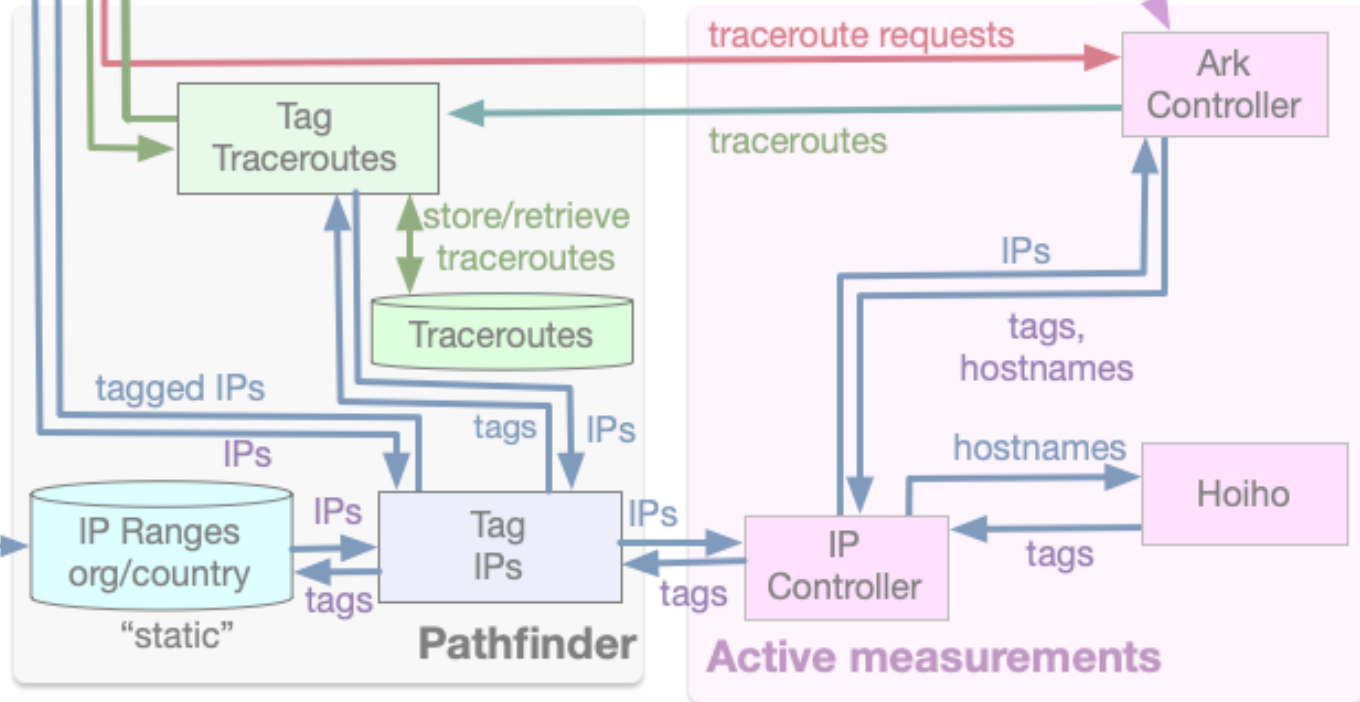 traceroute requests
Ark
Controller
Tag
Traceroutes
traceroutes
store/retrieve
traceroutes
IPs
Traceroutes
tags,
hostnames
tagged IPs
tags
IPs
IPs
hostnames
IP Ranges
org/country
IPs
tags
Tag
IPs
IPs
tags
IP
Controller
Hoiho
tags
“static”
Pathfinder
Active measurements